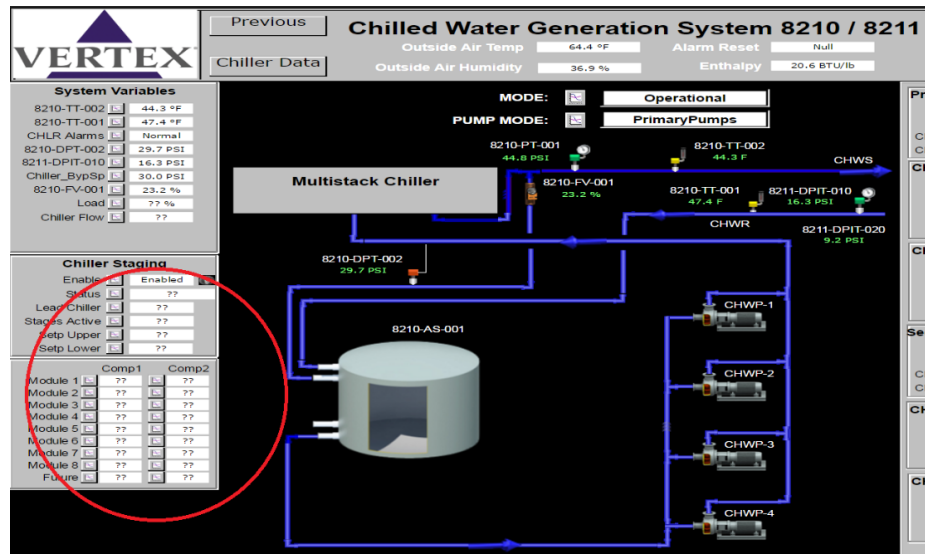 VERTEX
Previous
Chiller Data
Chilled Water Generation System 8210 / 8211
Outside Air Temp 64.4 °F Alarm Reset Null
Outside Air Humidity 36.9 % Enthalpy 20.6 BTU/lb
System Variables
8210-TT-002 44.3 °F
8210-TT-001 47.4 °F
CHLR Alarms Normal
8210-DPT-002 29.7 PSI
8211-DPIT-010 16.3 PSI
Chiller_BypSp 30.0 PSI
8210-FV-001 23.2 %
Load ?? %
Chiller Flow ??
Chiller Staging
Enable Enabled
Status ??
Lead Chiller ??
Stages Active ??
Setp Upper ??
Setp Lower ??
Comp1 Comp2
Module 1 ?? ??
Module 2 ?? ??
Module 3 ?? ??
Module 4 ?? ??
Module 5 ?? ??
Module 6 ?? ??
Module 7 ?? ??
Module 8 ?? ??
Future ?? ??
MODE: Operational
PUMP MODE: PrimaryPumps
8210-PT-001
44.8 PSI
8210-TT-002
44.3 F
CHWS
Multistack Chiller
8210-FV-001
23.2 %
8210-TT-001
47.4 F
8211-DPIT-010
16.3 PSI
CHWR
8211-DPIT-020
9.2 PSI
8210-DPT-002
29.7 PSI
8210-AS-001
CHWP-1
CHWP-2
CHWP-3
CHWP-4